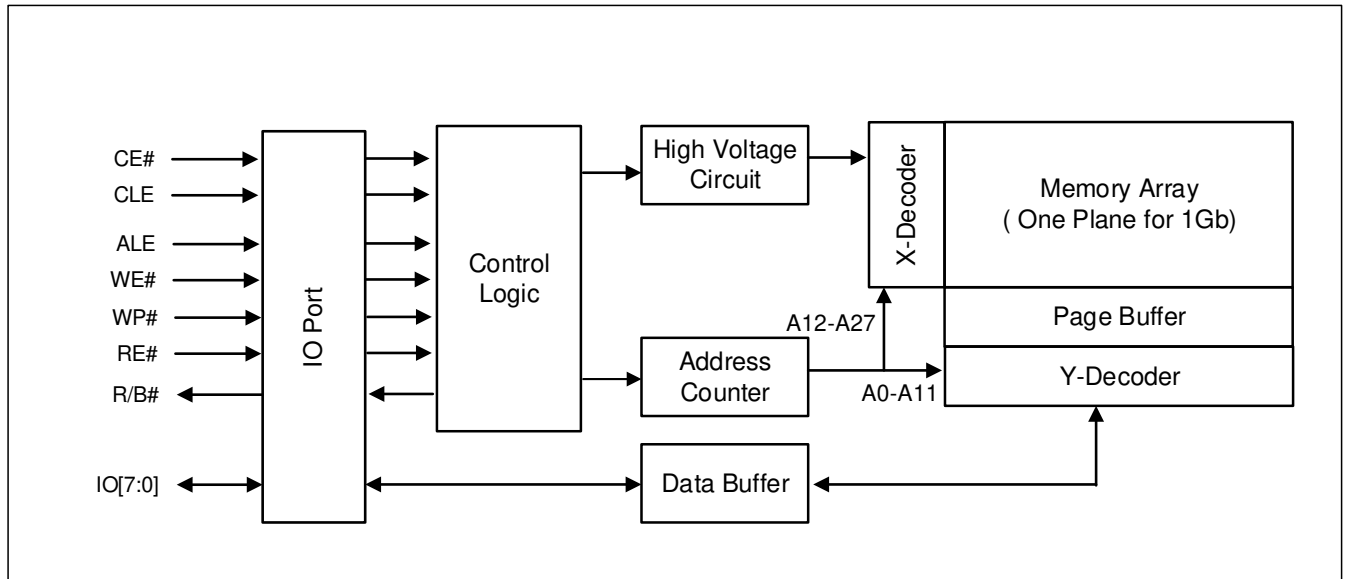 CE#
CLE
ALE
WE#
WP#
RE#
R/B#
IO[7:0]
IO Port
Control
Logic
High Voltage
Circuit
Address
Counter
Data Buffer
A12-A27
A0-A11
X-Decoder
Memory Array
( One Plane for 1Gb)
Page Buffer
Y-Decoder